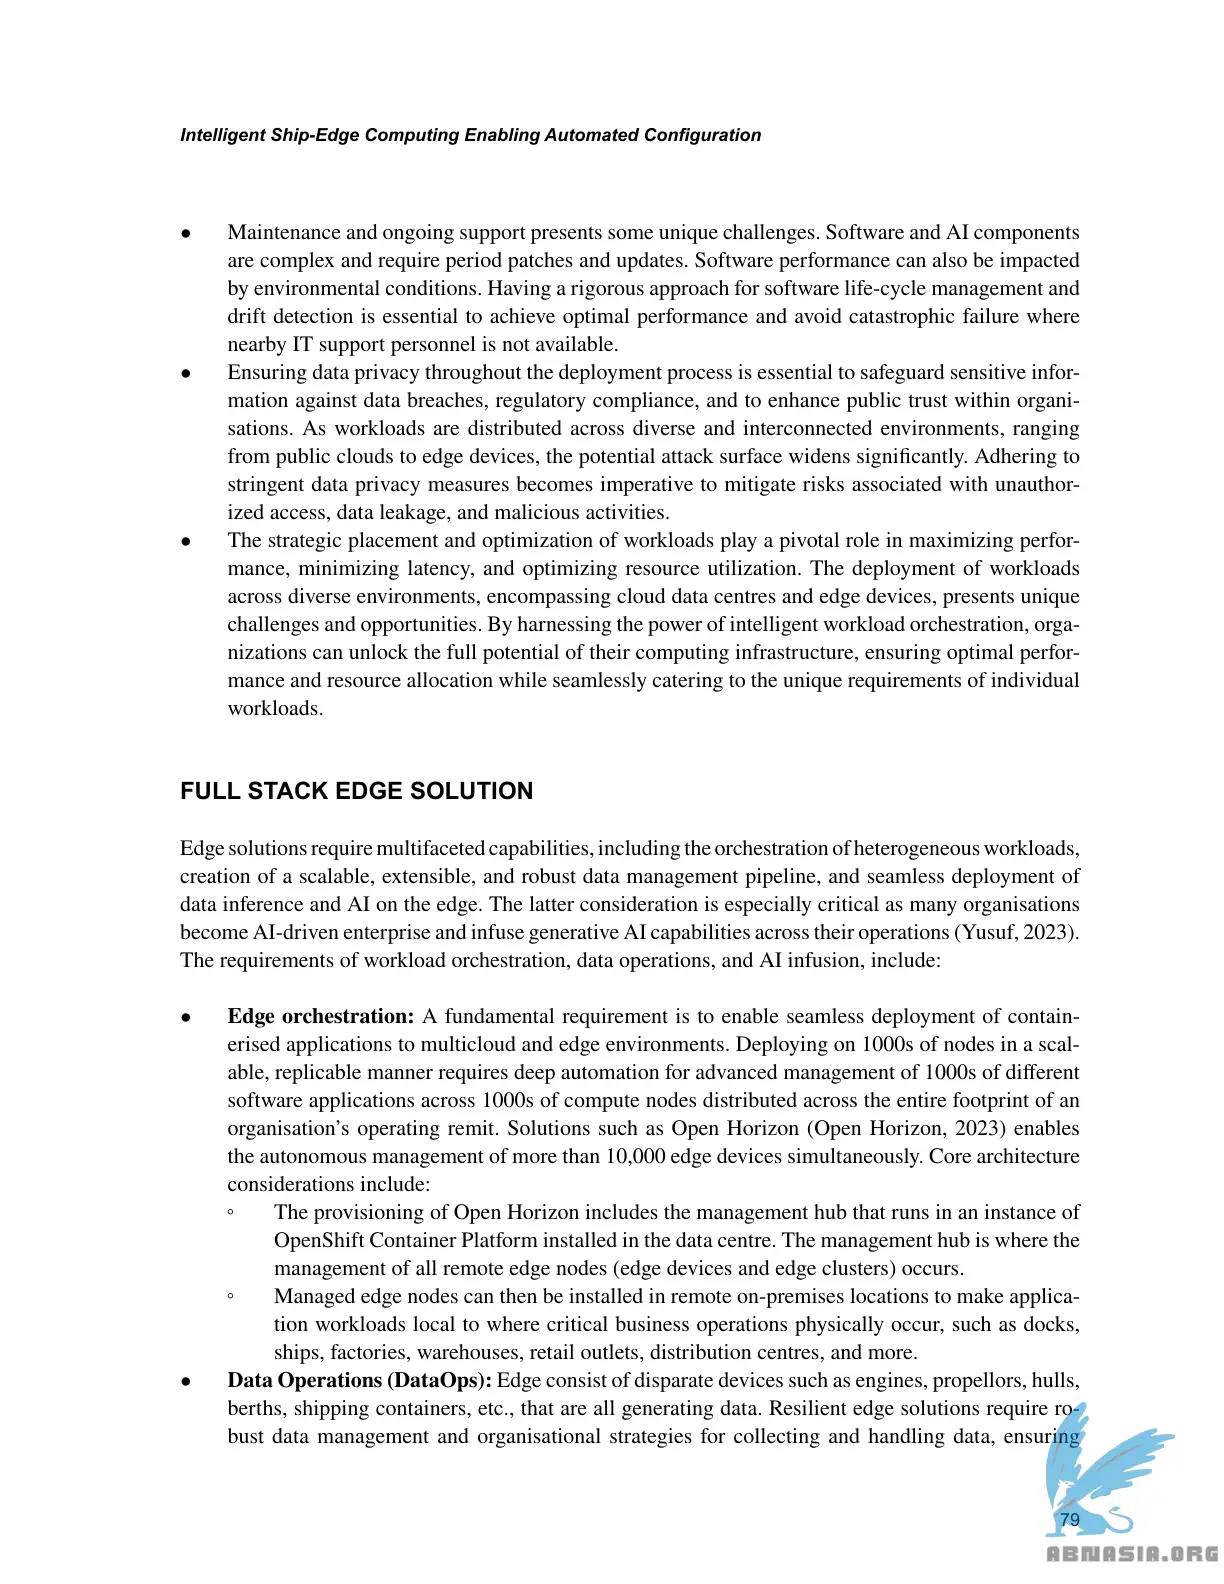 Intelligent Ship-Edge Computing Enabling Automated Configuration
● Maintenance and ongoing support presents some unique challenges. Software and AI components
are complex and require period patches and updates. Software performance can also be impacted
by environmental conditions. Having a rigorous approach for software life-cycle management and
drift detection is essential to achieve optimal performance and avoid catastrophic failure where
nearby IT support personnel is not available.
● Ensuring data privacy throughout the deployment process is essential to safeguard sensitive infor-
mation against data breaches, regulatory compliance, and to enhance public trust within organi-
sations. As workloads are distributed across diverse and interconnected environments, ranging
from public clouds to edge devices, the potential attack surface widens significantly. Adhering to
stringent data privacy measures becomes imperative to mitigate risks associated with unauthor-
ized access, data leakage, and malicious activities.
● The strategic placement and optimization of workloads play a pivotal role in maximizing perfor-
mance, minimizing latency, and optimizing resource utilization. The deployment of workloads
across diverse environments, encompassing cloud data centres and edge devices, presents unique
challenges and opportunities. By harnessing the power of intelligent workload orchestration, orga-
nizations can unlock the full potential of their computing infrastructure, ensuring optimal perfor-
mance and resource allocation while seamlessly catering to the unique requirements of individual
workloads.
FULL STACK EDGE SOLUTION
Edge solutions require multifaceted capabilities, including the orchestration of heterogeneous workloads,
creation of a scalable, extensible, and robust data management pipeline, and seamless deployment of
data inference and AI on the edge. The latter consideration is especially critical as many organisations
become AI-driven enterprise and infuse generative AI capabilities across their operations (Yusuf, 2023).
The requirements of workload orchestration, data operations, and AI infusion, include:
● Edge orchestration: A fundamental requirement is to enable seamless deployment of contain-
erised applications to multicloud and edge environments. Deploying on 1000s of nodes in a scal-
able, replicable manner requires deep automation for advanced management of 1000s of different
software applications across 1000s of compute nodes distributed across the entire footprint of an
organisation’s operating remit. Solutions such as Open Horizon (Open Horizon, 2023) enables
the autonomous management of more than 10,000 edge devices simultaneously. Core architecture
considerations include:
◦ The provisioning of Open Horizon includes the management hub that runs in an instance of
OpenShift Container Platform installed in the data centre. The management hub is where the
management of all remote edge nodes (edge devices and edge clusters) occurs.
◦ Managed edge nodes can then be installed in remote on-premises locations to make applica-
tion workloads local to where critical business operations physically occur, such as docks,
ships, factories, warehouses, retail outlets, distribution centres, and more.
● Data Operations (DataOps): Edge consist of disparate devices such as engines, propellors, hulls,
berths, shipping containers, etc., that are all generating data. Resilient edge solutions require ro-
bust data management and organisational strategies for collecting and handling data, ensuring
79
ABNASIA.ORG